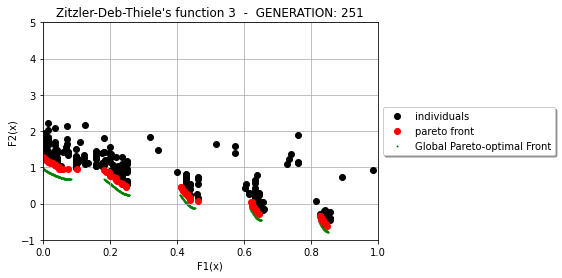 Zitzler-Deb-Thiele's function 3 - GENERATION: 251
5
4
3
2
1
0
-1
F2(x)
0.0 0.2 0.4 0.6 0.8 1.0
F1(x)
individuals
pareto front
Global Pareto-optimal Front